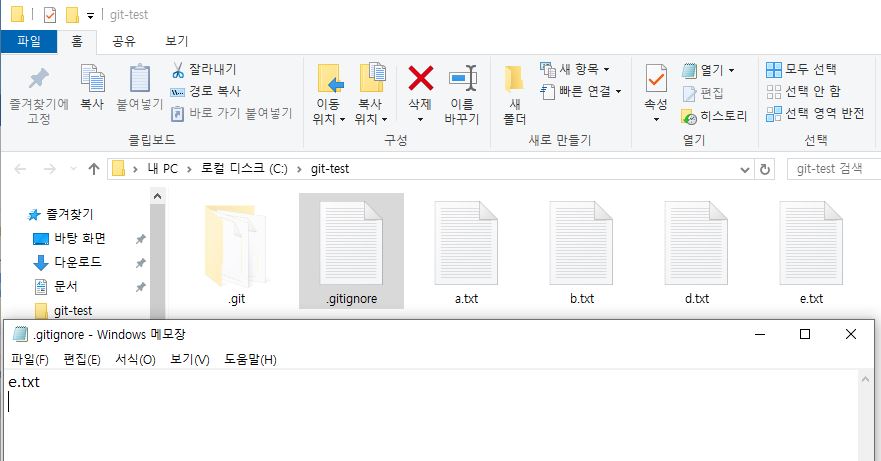 git-test
파일 홈 공유 보기
즐겨찾기에 고정
복사
붙여넣기
잘라내기
경로 복사
바로 가기 붙여넣기
클립보드
이동 위치
복사 위치
삭제
이름 바꾸기
구성
새 폴더
새 항목
빠른 연결
새로 만들기
속성
열기
편집
히스토리
열기
모두 선택
선택 안 함
선택 영역 반전
선택
내 PC 로컬 디스크 (C:) git-test
git-test 검색
즐겨찾기
바탕 화면
다운로드
문서
git-test
.git .gitignore a.txt b.txt d.txt e.txt
.gitignore - Windows 메모장
파일(F) 편집(E) 서식(O) 보기(V) 도움말(H)
e.txt